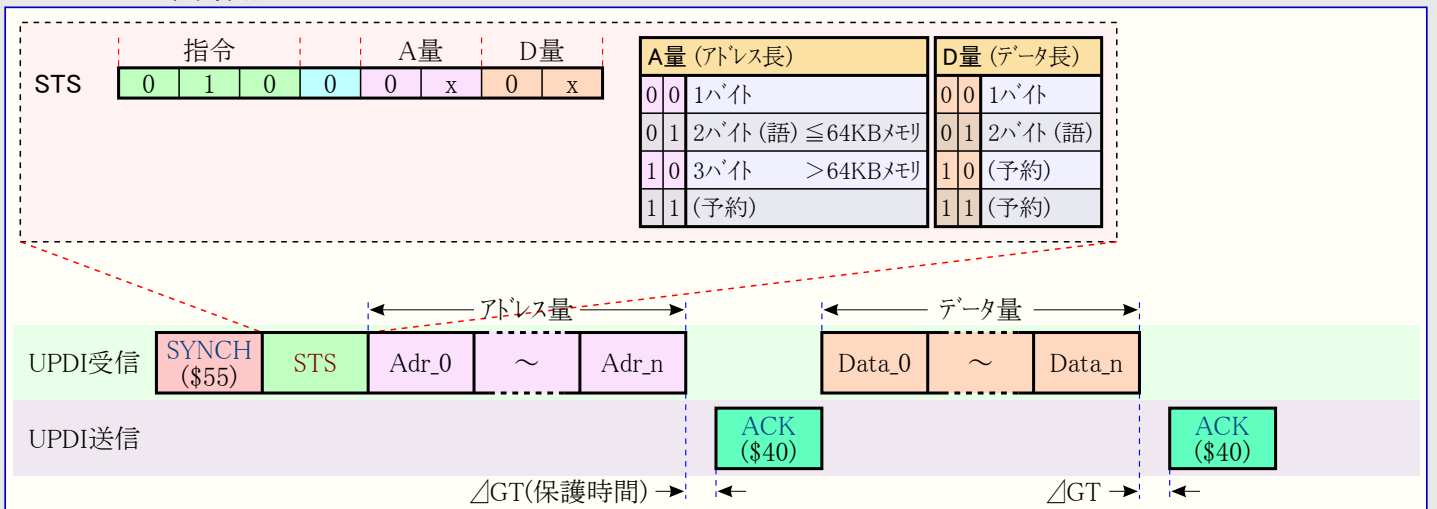 指令 A量 D量
STS 0 1 0 0 0 x 0 x
A量 (アドレス長)
0 0 1バイト
0 1 2バイト (語) ≦64KBメモリ
1 0 3バイト >64KBメモリ
1 1 (予約)
D量 (データ長)
0 0 1バイト
0 1 2バイト (語)
1 0 (予約)
1 1 (予約)
アドレス量 データ量
UPDI受信 SYNCH ($55) STS Adr_0 ～ Adr_n Data_0 ～ Data_n
UPDI送信 ACK ($40) ACK ($40)
⊿GT(保護時間) ⊿GT